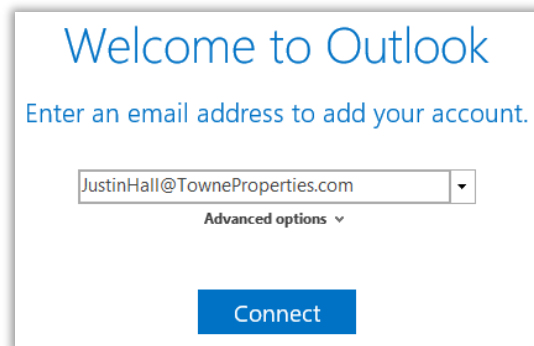 Welcome to Outlook
Enter an email address to add your account.
JustinHall@TowneProperties.com
Advanced options
Connect